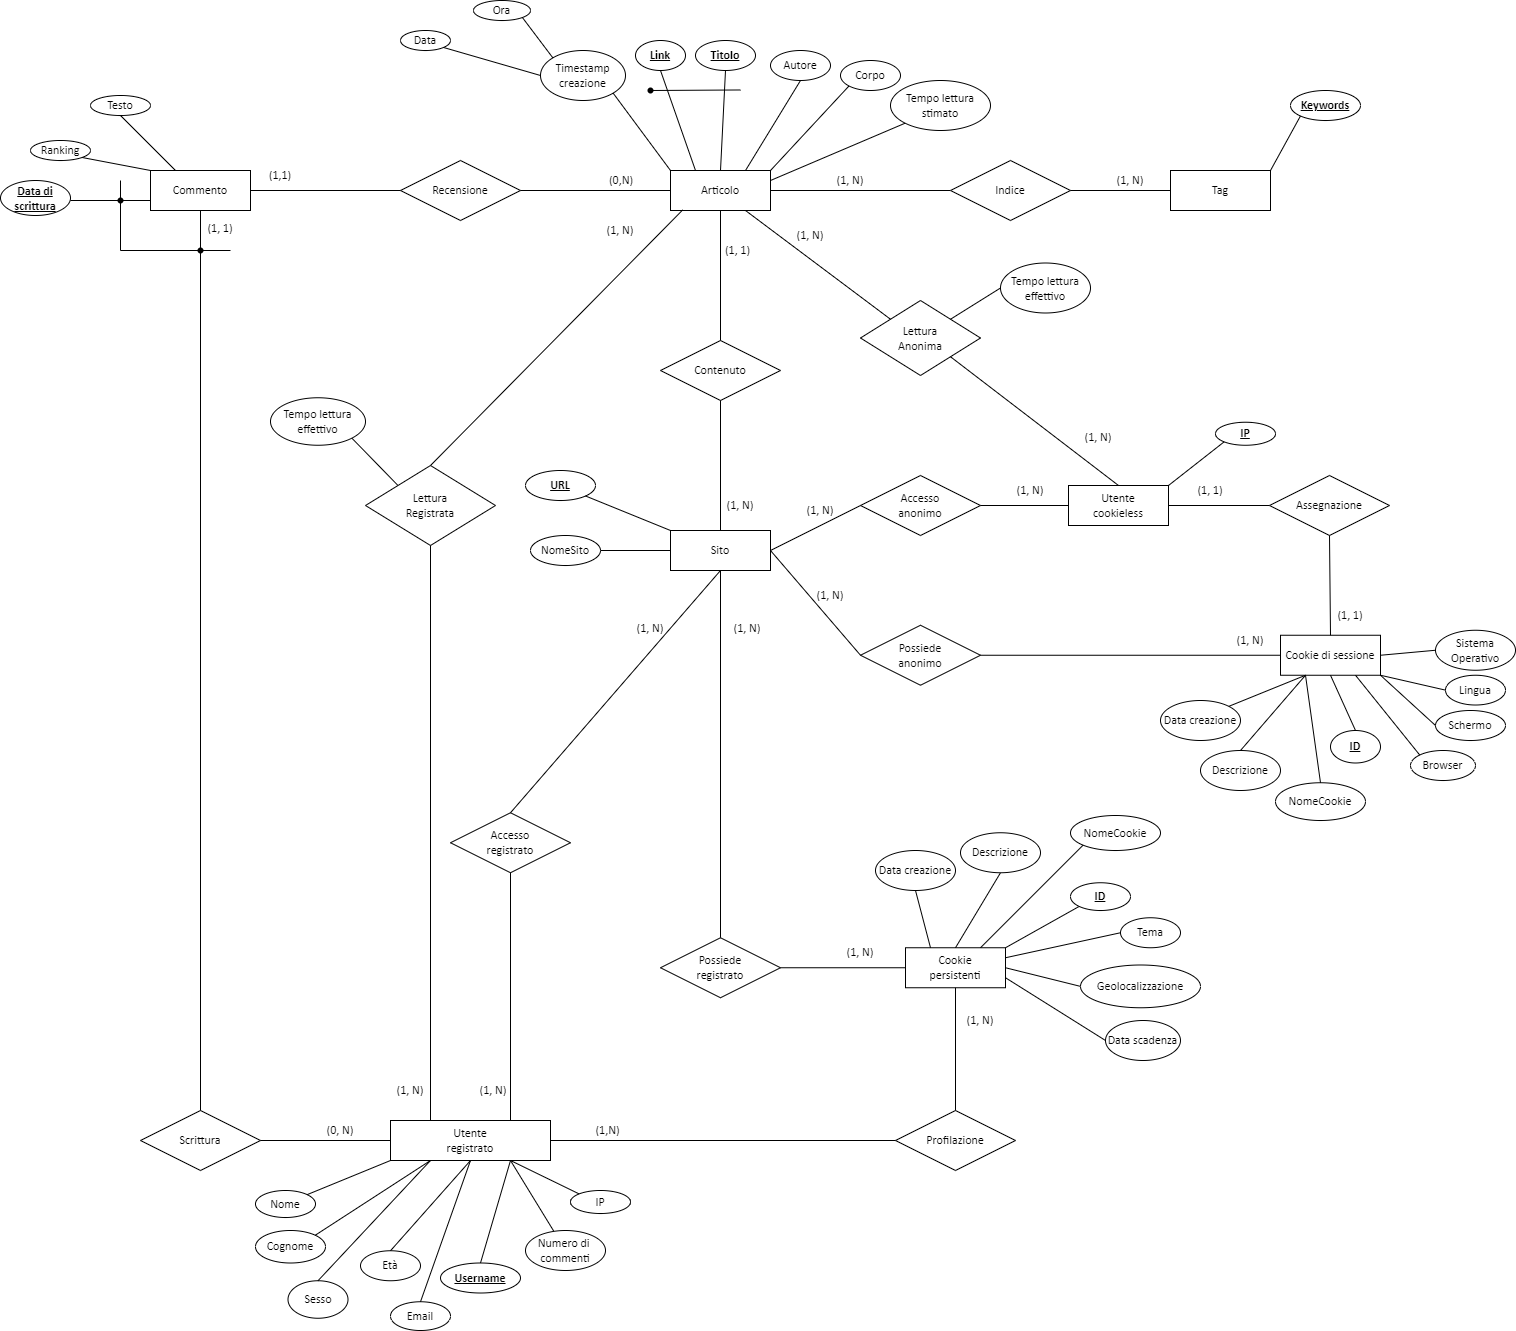 Ora
Data
Timestamp
creazione
Link
Titolo
Autore
Corpo
Tempo lettura
stimato
Keywords
Testo
Ranking
Data di
scrittura
Commento
(1,1)
Recensione
(0,N)
Articolo
(1, N)
Indice
(1, N)
Tag
(1, 1)
(1, N)
(1, 1)
(1, N)
Tempo lettura
effettivo
Lettura
Anonima
Contenuto
Tempo lettura
effettivo
(1, N)
IP
Lettura
Registrata
URL
(1, N)
(1, N)
Accesso
anonimo
(1, N)
Utente
cookieless
(1, 1)
Assegnazione
NomeSito
Sito
(1, N)
(1, N)
(1, N)
Possiede
anonimo
(1, N)
(1, 1)
Cookie di sessione
Sistema
Operativo
Lingua
Schermo
Browser
ID
NomeCookie
Descrizione
Data creazione
Accesso
registrato
Data creazione
Descrizione
NomeCookie
ID
Tema
Geolocalizzazione
Data scadenza
Possiede
registrato
(1, N)
Cookie
persistenti
(1, N)
(1, N)
(1, N)
Scrittura
(0, N)
Utente
registrato
(1,N)
Profilazione
Nome
Cognome
Sesso
Età
Email
Username
Numero di
commenti
IP